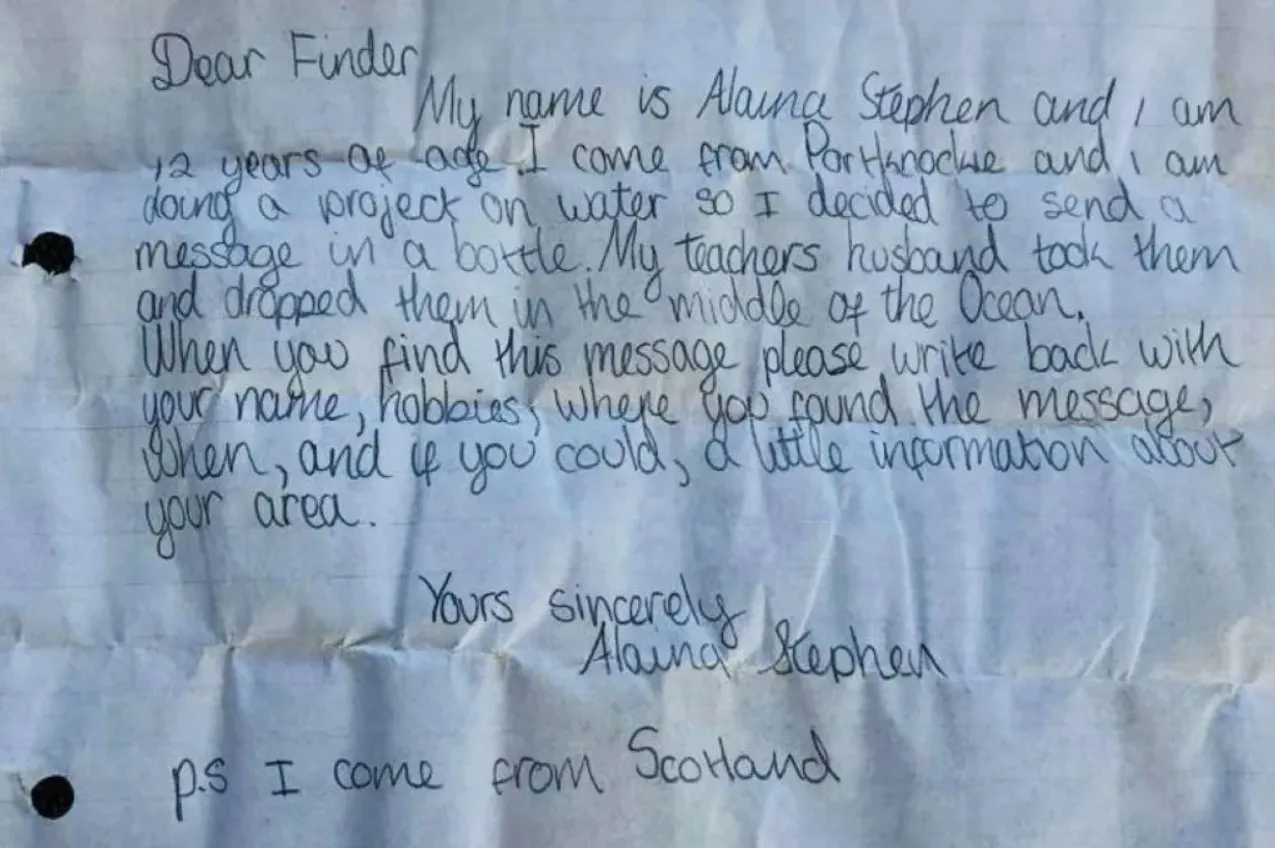 Dear Finder
My name is Alaina Stephen and I am
12 years of age. I come from Portknockie and I am
doing a project on water so I decided to send a
message in a bottle. My teachers husband took them
and dropped them in the middle of the Ocean.
When you find this message please write back with
your name, hobbies, where you found the message,
when, and if you could, a little information about
your area.
Yours sincerely
Alaina Stephen
p.s I come from Scotland